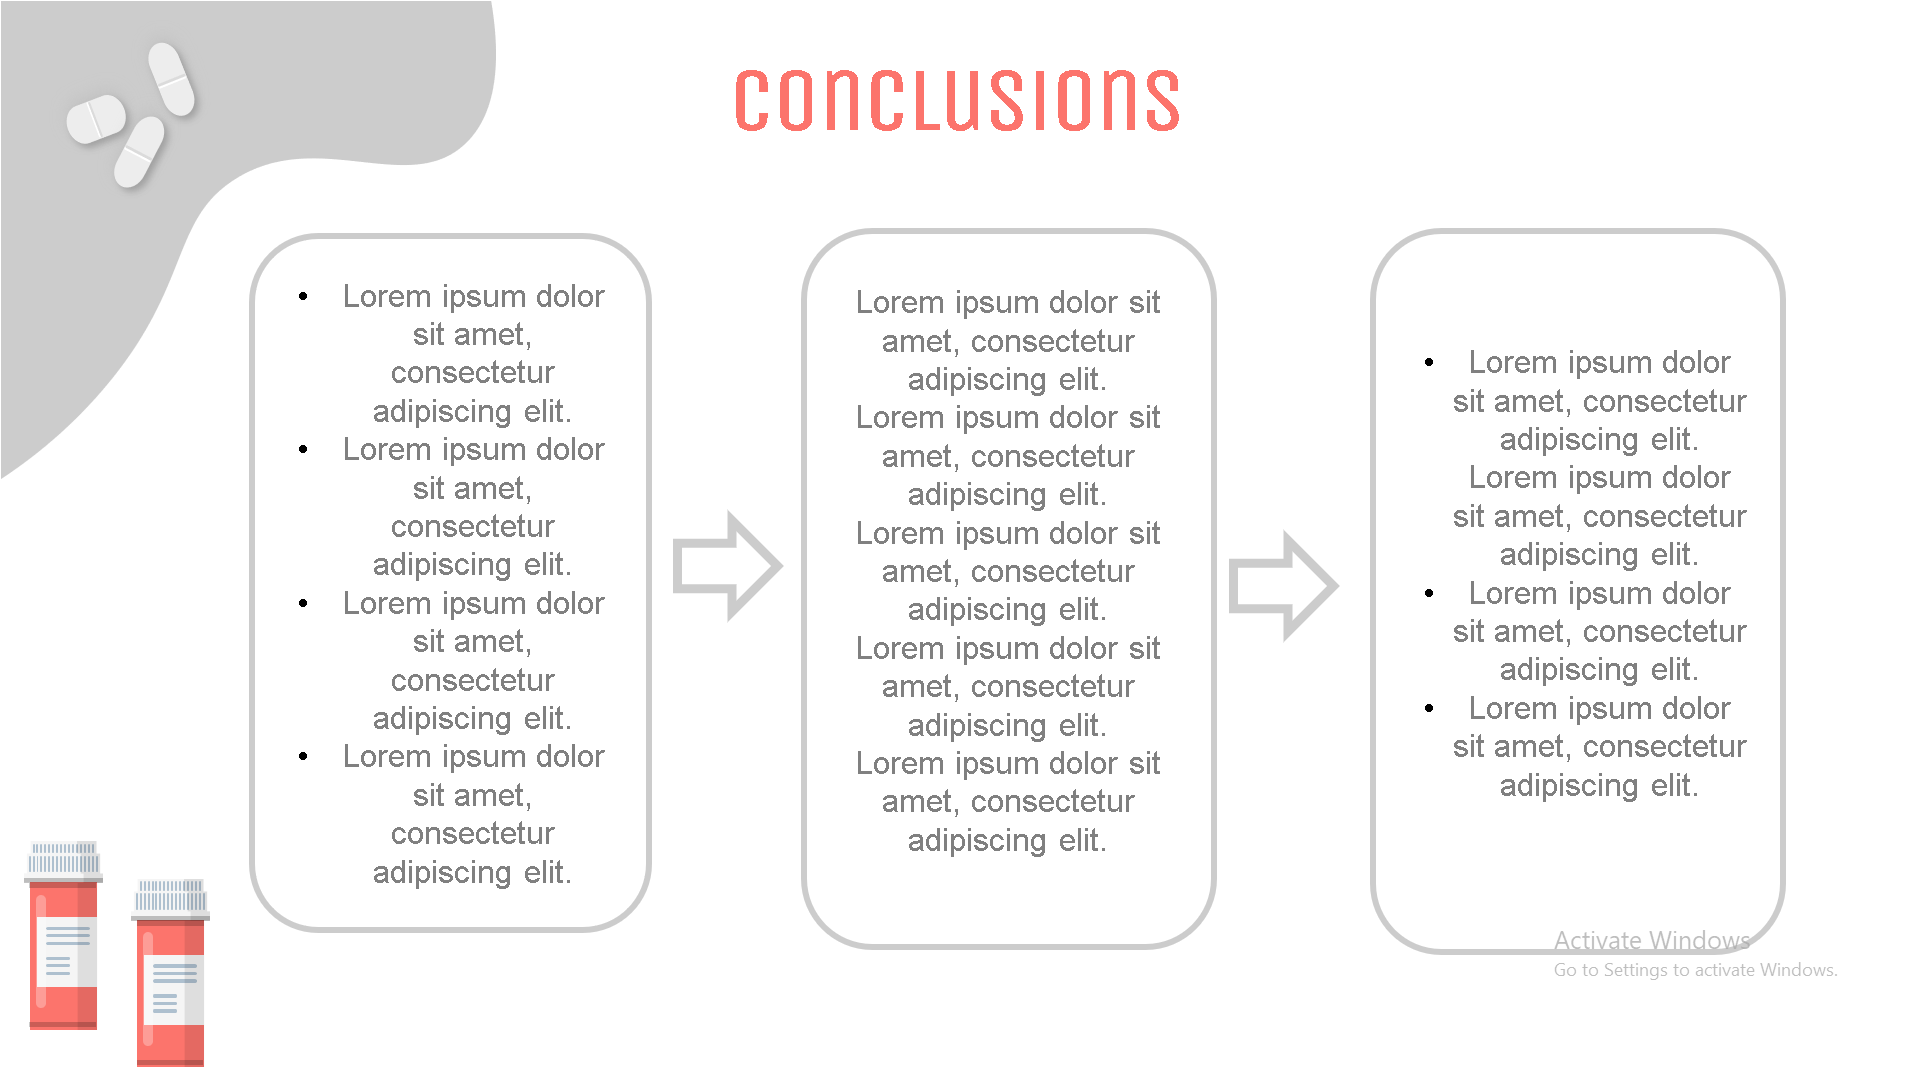 CONCLUSIONS
• Lorem ipsum dolor
sit amet,
consectetur
adipiscing elit.
• Lorem ipsum dolor
sit amet,
consectetur
adipiscing elit.
• Lorem ipsum dolor
sit amet,
consectetur
adipiscing elit.
• Lorem ipsum dolor
sit amet,
consectetur
adipiscing elit.
Lorem ipsum dolor sit
amet, consectetur
adipiscing elit.
Lorem ipsum dolor sit
amet, consectetur
adipiscing elit.
Lorem ipsum dolor sit
amet, consectetur
adipiscing elit.
Lorem ipsum dolor sit
amet, consectetur
adipiscing elit.
Lorem ipsum dolor sit
amet, consectetur
adipiscing elit.
• Lorem ipsum dolor
sit amet, consectetur
adipiscing elit.
Lorem ipsum dolor
sit amet, consectetur
adipiscing elit.
• Lorem ipsum dolor
sit amet, consectetur
adipiscing elit.
• Lorem ipsum dolor
sit amet, consectetur
adipiscing elit.
Activate Windows
Go to Settings to activate Windows.